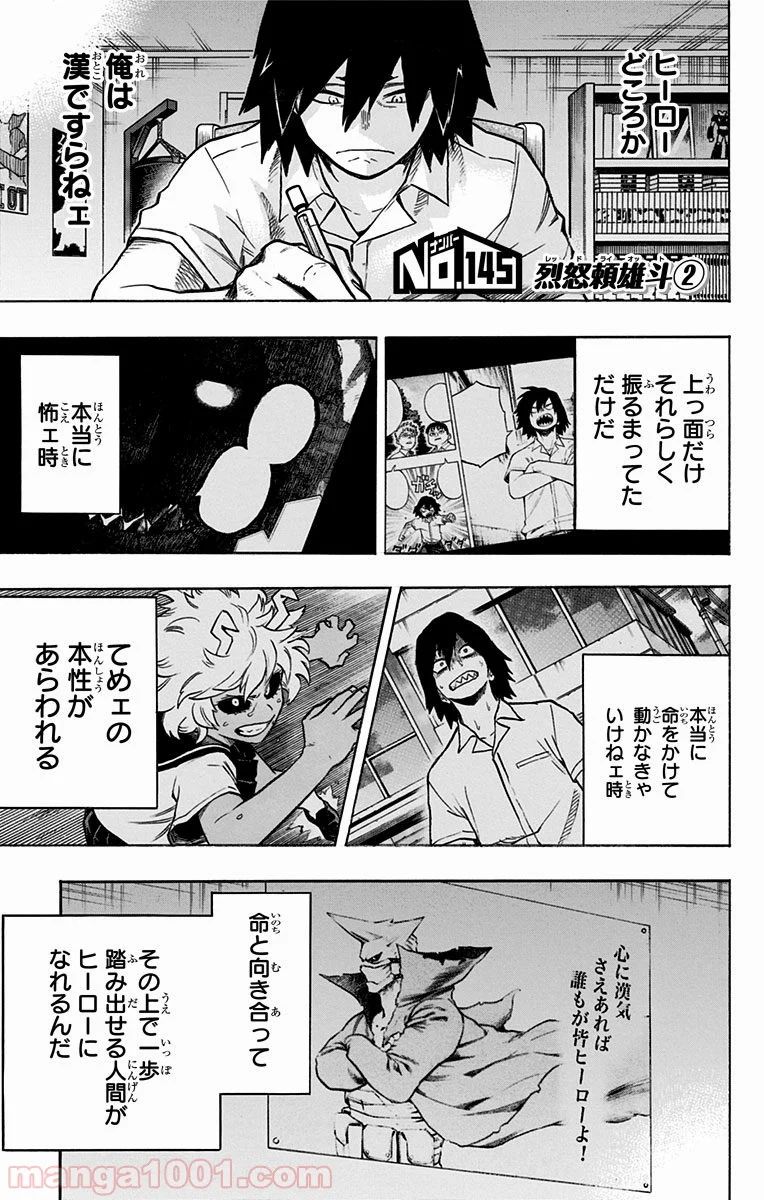 ヒーロー
どころか
俺は
漢ですらねェ
No.145
烈怒頼雄斗②
上っ面だけ
それらしく
振るまってた
だけだ
本当に
怖ェ時
本当に
命をかけて
動かなきゃ
いけねェ時
てめェの
本性が
あらわれる
心に漢気
さえあれば
誰もが皆ヒーローよ!
命と向き合って
その上で一歩
踏み出せる人間が
ヒーローに
なれるんだ
manga1001.com